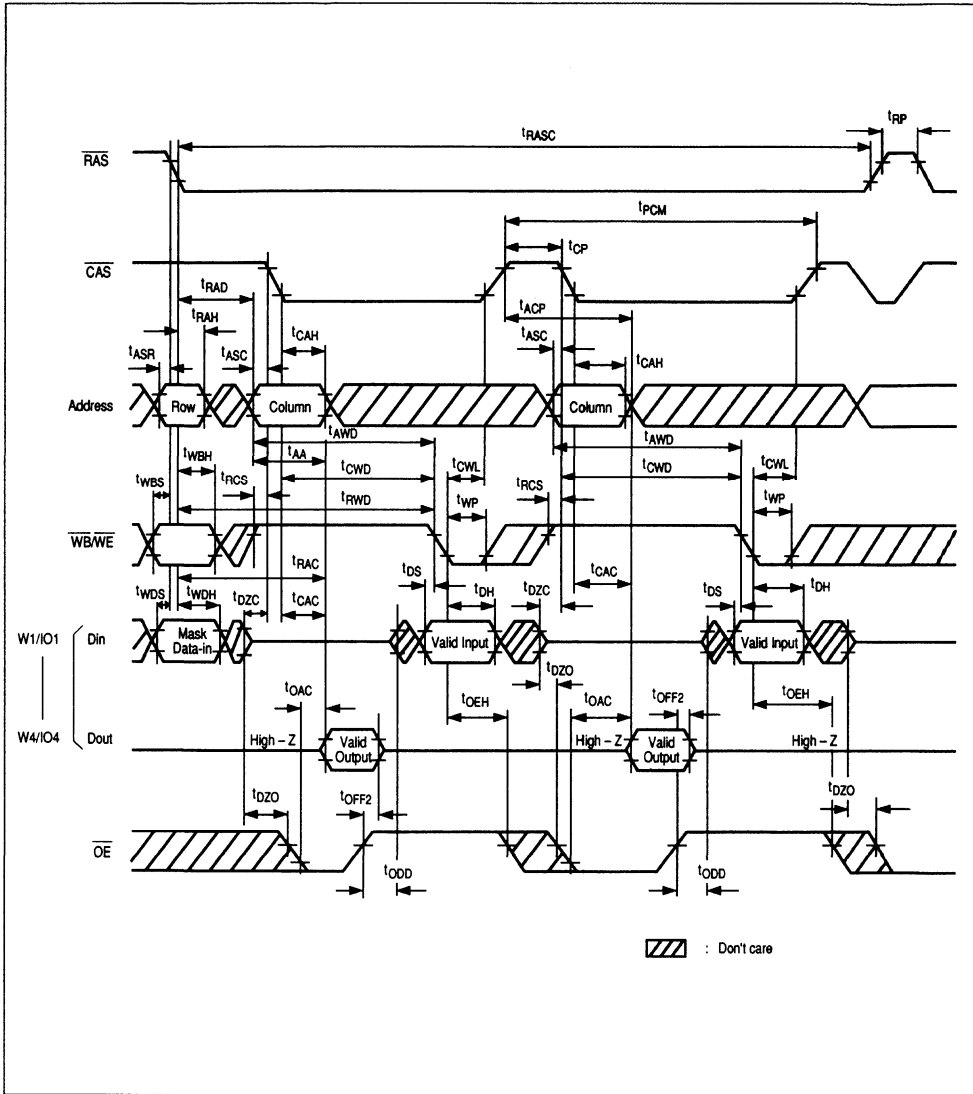 tRASC
tRP
RAS
tPCM
tCP
CAS
tRAD
tACP
tRAH
tCAH
tASC
tASR
tASC
tCAH
Address
Row
Column
Column
tAWD
tAWD
tWBH
tAA
tCWL
tCWL
tCWD
tCWD
tWBS
tRCS
tRCS
tRWD
tWP
tWP
WB/WE
tRAC
tCAC
tDS
tDS
tWDS
tWDH
tDZC
tCAC
tDH
tDZC
tDH
W1/IO1
Din
Mask
Data-in
Valid Input
Valid Input
tDZO
tOAC
tOEH
tOAC
tOFF2
tOEH
W4/IO4
Dout
High – Z
Valid
Output
High – Z
Valid
Output
High – Z
tDZO
tOFF2
tDZO
OE
tODD
tODD
: Don't care